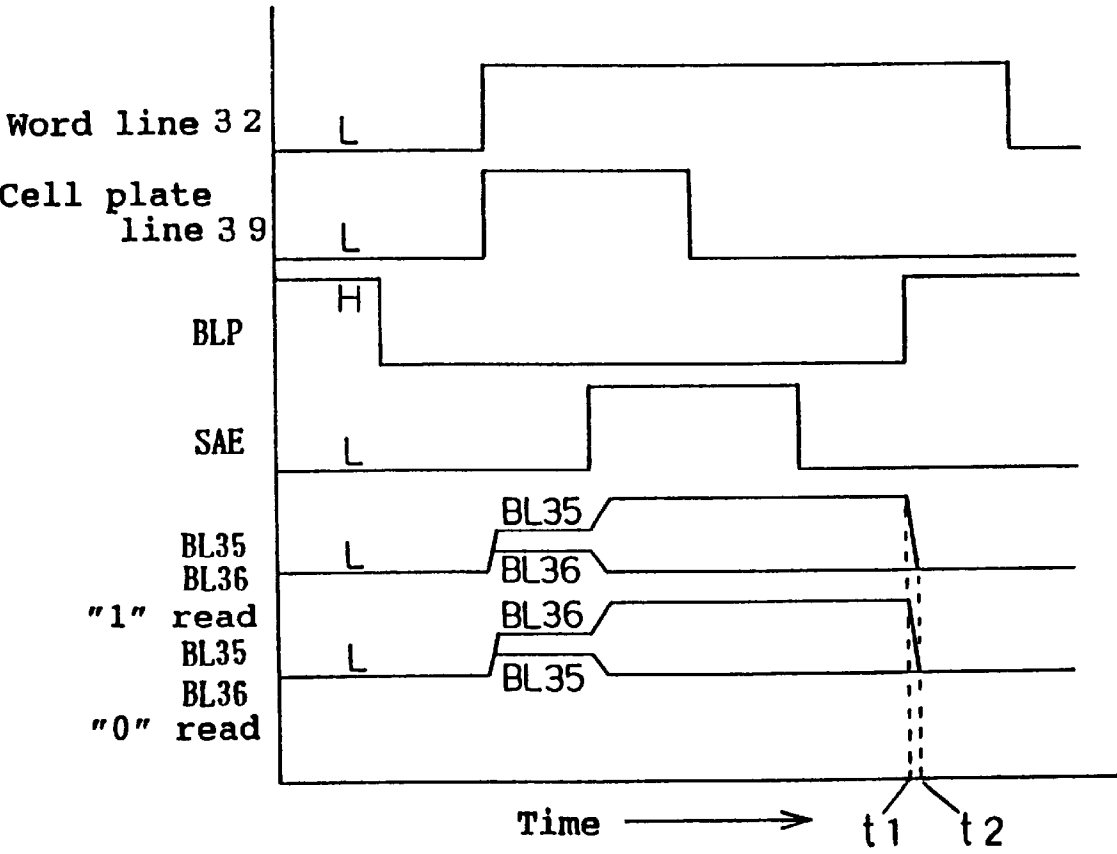 Word line 32
L
Cell plate
line 39
L
H
BLP
SAE
L
BL35
BL35
L
BL36
BL36
"1" read
BL36
BL35
L
BL35
BL36
"0" read
Time
t1
t2